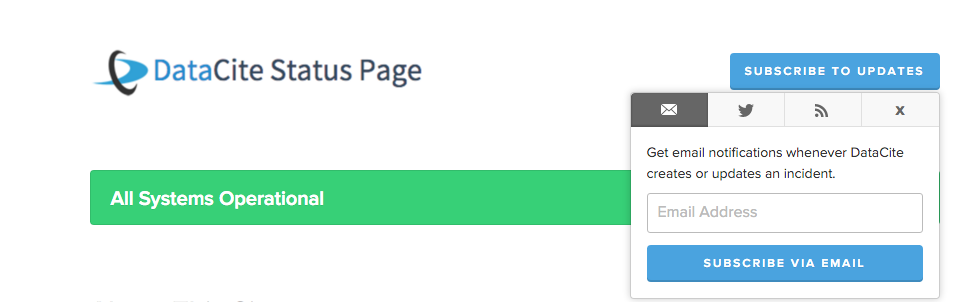 DataCite Status Page
SUBSCRIBE TO UPDATES
x
Get email notifications whenever DataCite
creates or updates an incident.
All Systems Operational
Email Address
SUBSCRIBE VIA EMAIL